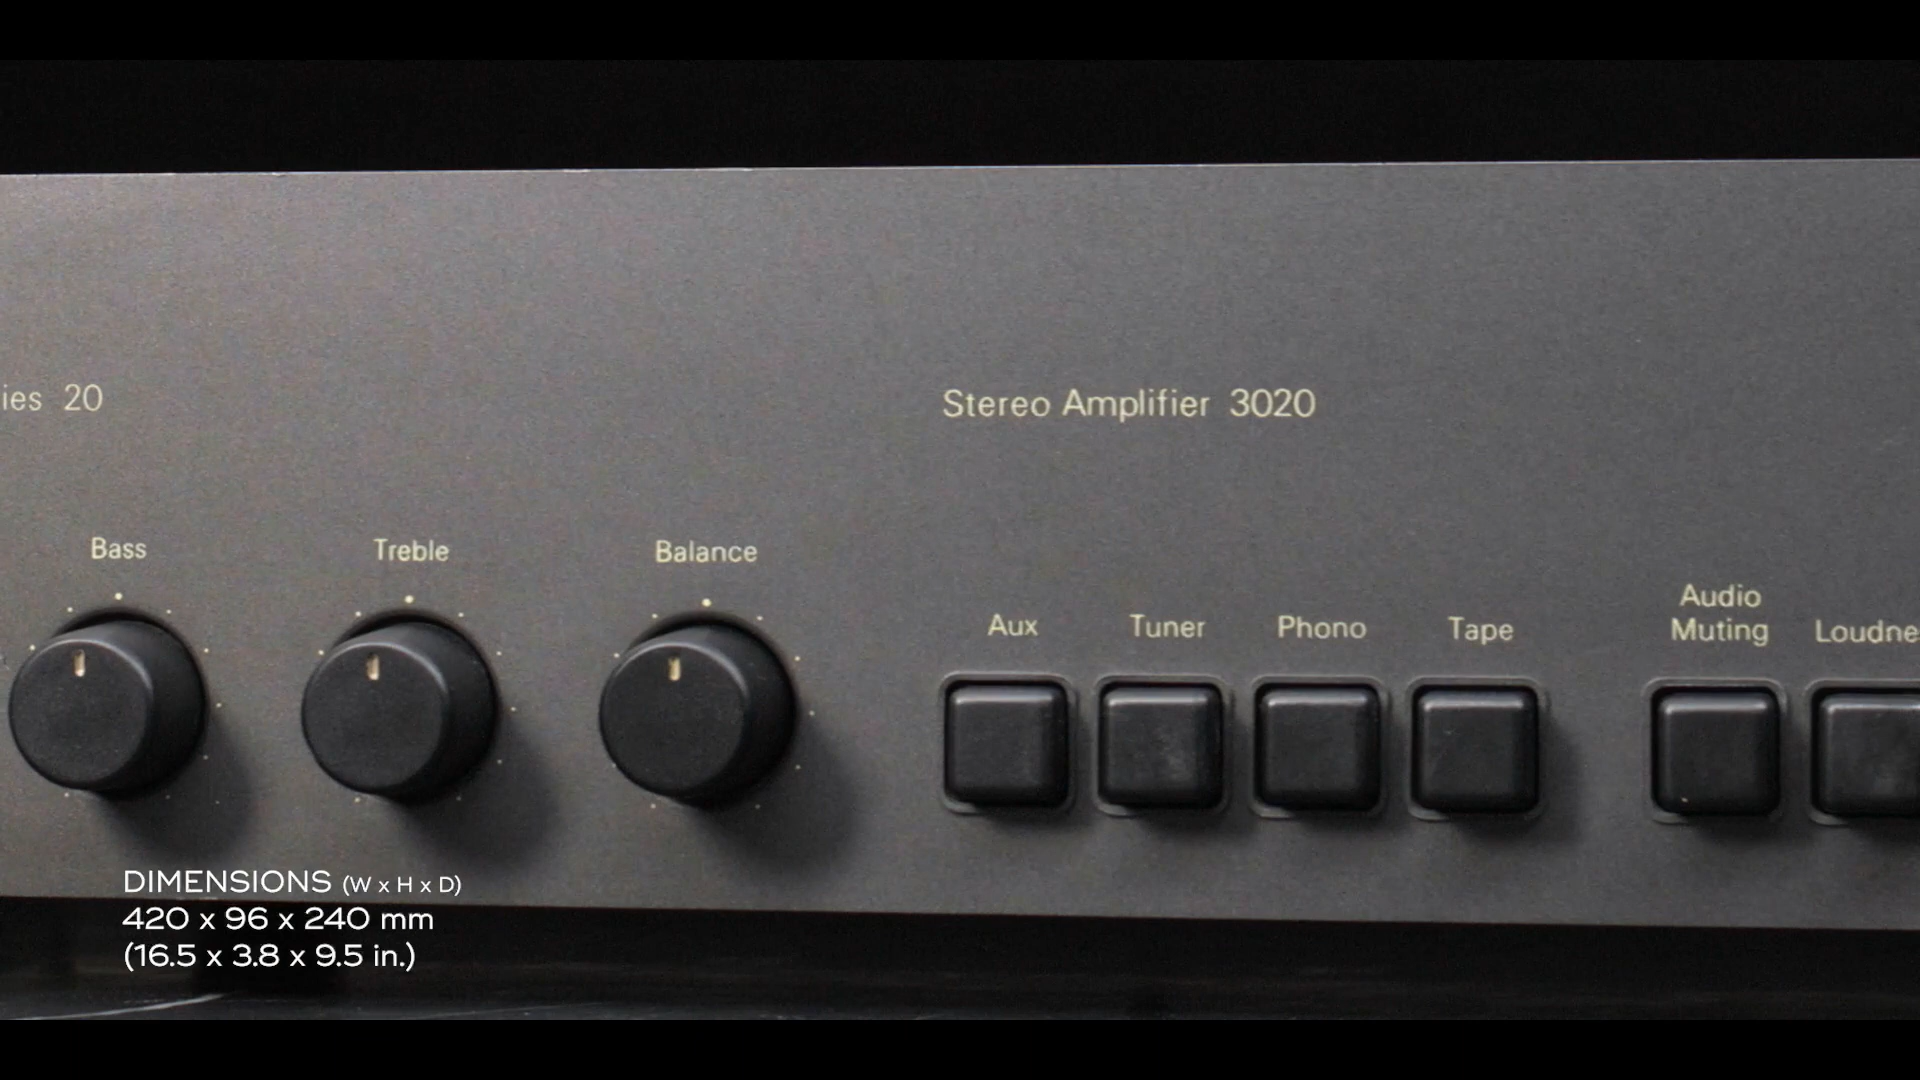 ies 20
Stereo Amplifier 3020
Bass
Treble
Balance
Aux
Tuner
Phono
Tape
Audio
Muting
Loudne
DIMENSIONS (W x H x D)
420 x 96 x 240 mm
(16.5 x 3.8 x 9.5 in.)